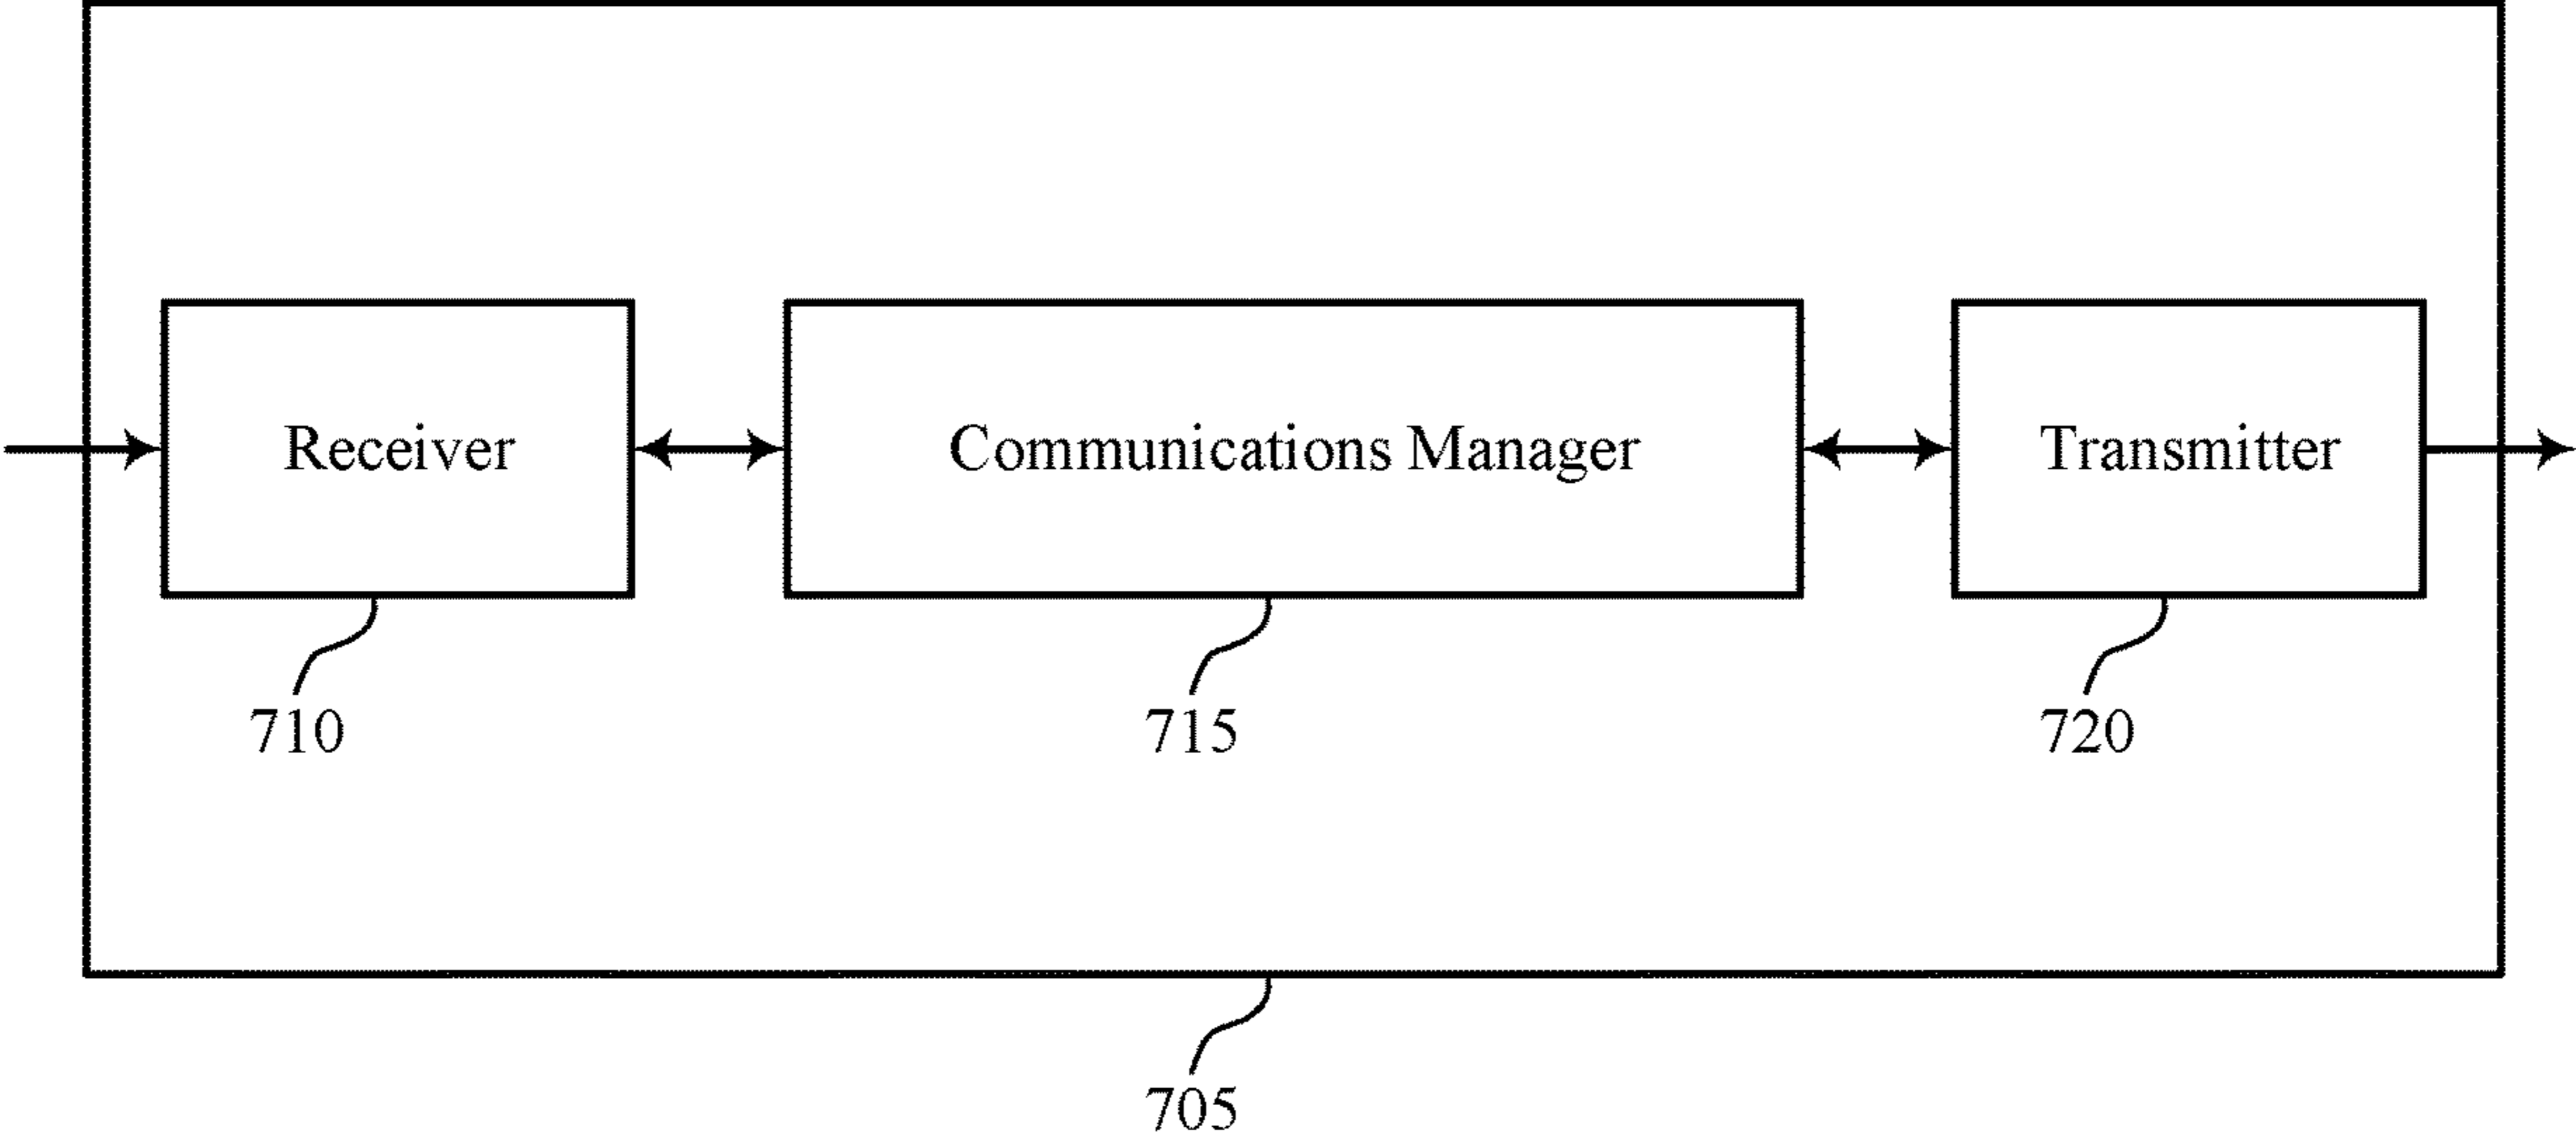 Receiver
Communications Manager
Transmitter
710
715
720
705